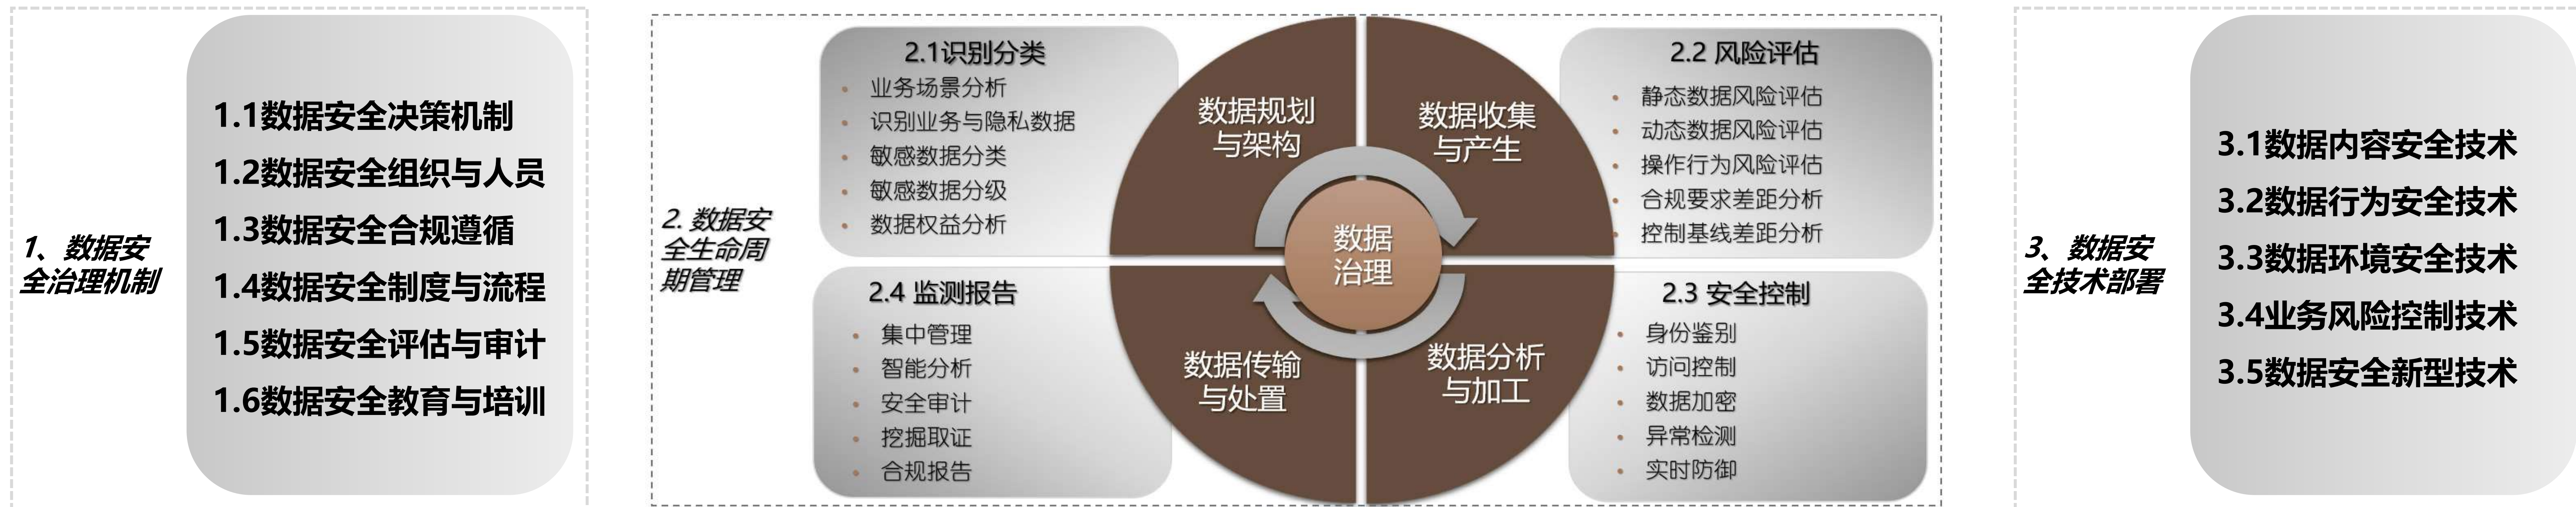 1、数据安
全治理机制
1.1数据安全决策机制
1.2数据安全组织与人员
1.3数据安全合规遵循
1.4数据安全制度与流程
1.5数据安全评估与审计
1.6数据安全教育与培训
2. 数据安
全生命周
期管理
2.1识别分类
业务场景分析
识别业务与隐私数据
敏感数据分类
敏感数据分级
数据权益分析
数据规划
与架构
数据收集
与产生
2.2 风险评估
静态数据风险评估
动态数据风险评估
操作行为风险评估
合规要求差距分析
控制基线差距分析
数据
治理
2.4 监测报告
集中管理
智能分析
安全审计
挖掘取证
合规报告
数据传输
与处置
数据分析
与加工
2.3 安全控制
身份鉴别
访问控制
数据加密
异常检测
实时防御
3、数据安
全技术部署
3.1数据内容安全技术
3.2数据行为安全技术
3.3数据环境安全技术
3.4业务风险控制技术
3.5数据安全新型技术